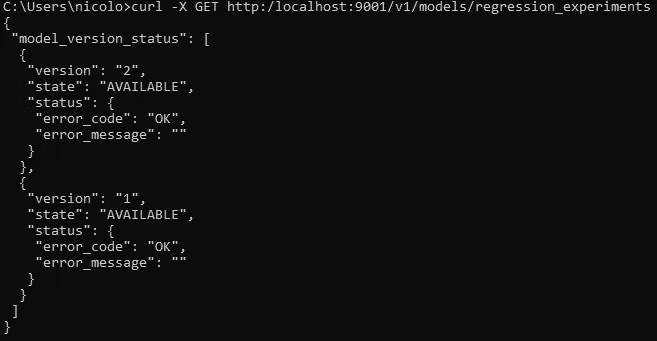 C:\Users\nicolo>curl -X GET http:/localhost:9001/v1/models/regression_experiments
{
 "model_version_status": [
  {
   "version": "2",
   "state": "AVAILABLE",
   "status": {
    "error_code": "OK",
    "error_message": ""
   }
  },
  {
   "version": "1",
   "state": "AVAILABLE",
   "status": {
    "error_code": "OK",
    "error_message": ""
   }
  }
 ]
}